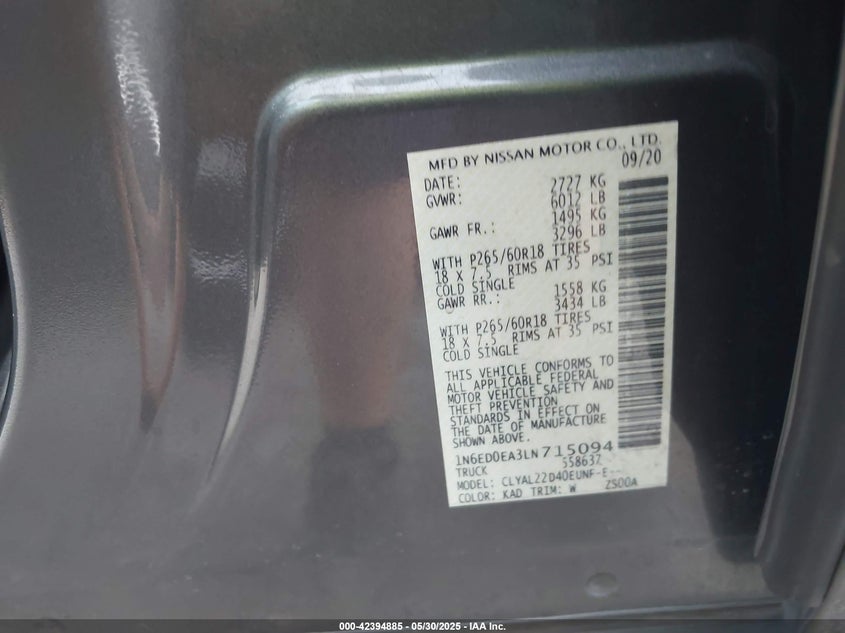 MFD BY NISSAN MOTOR CO., LTD.
DATE: 09/20
GVWR: 2727 KG
6012 LB
GAWR FR.: 1495 KG
3296 LB
WITH P265/60R18 TIRES
18 X 7.5 RIMS AT 35 PSI
COLD SINGLE
GAWR RR.: 1558 KG
3434 LB
WITH P265/60R18 TIRES
18 X 7.5 RIMS AT 35 PSI
COLD SINGLE
THIS VEHICLE CONFORMS TO
ALL APPLICABLE FEDERAL
MOTOR VEHICLE SAFETY AND
THEFT PREVENTION
STANDARDS IN EFFECT ON
THE DATE OF MANUFACTURE
SHOWN ABOVE.
1N6ED0EA3LN715094
TRUCK 558637
MODEL: CLYAL22D40EUNF-E--
COLOR: KAD TRIM: W ZS00A
000-42394885 - 05/30/2025 - IAA Inc.